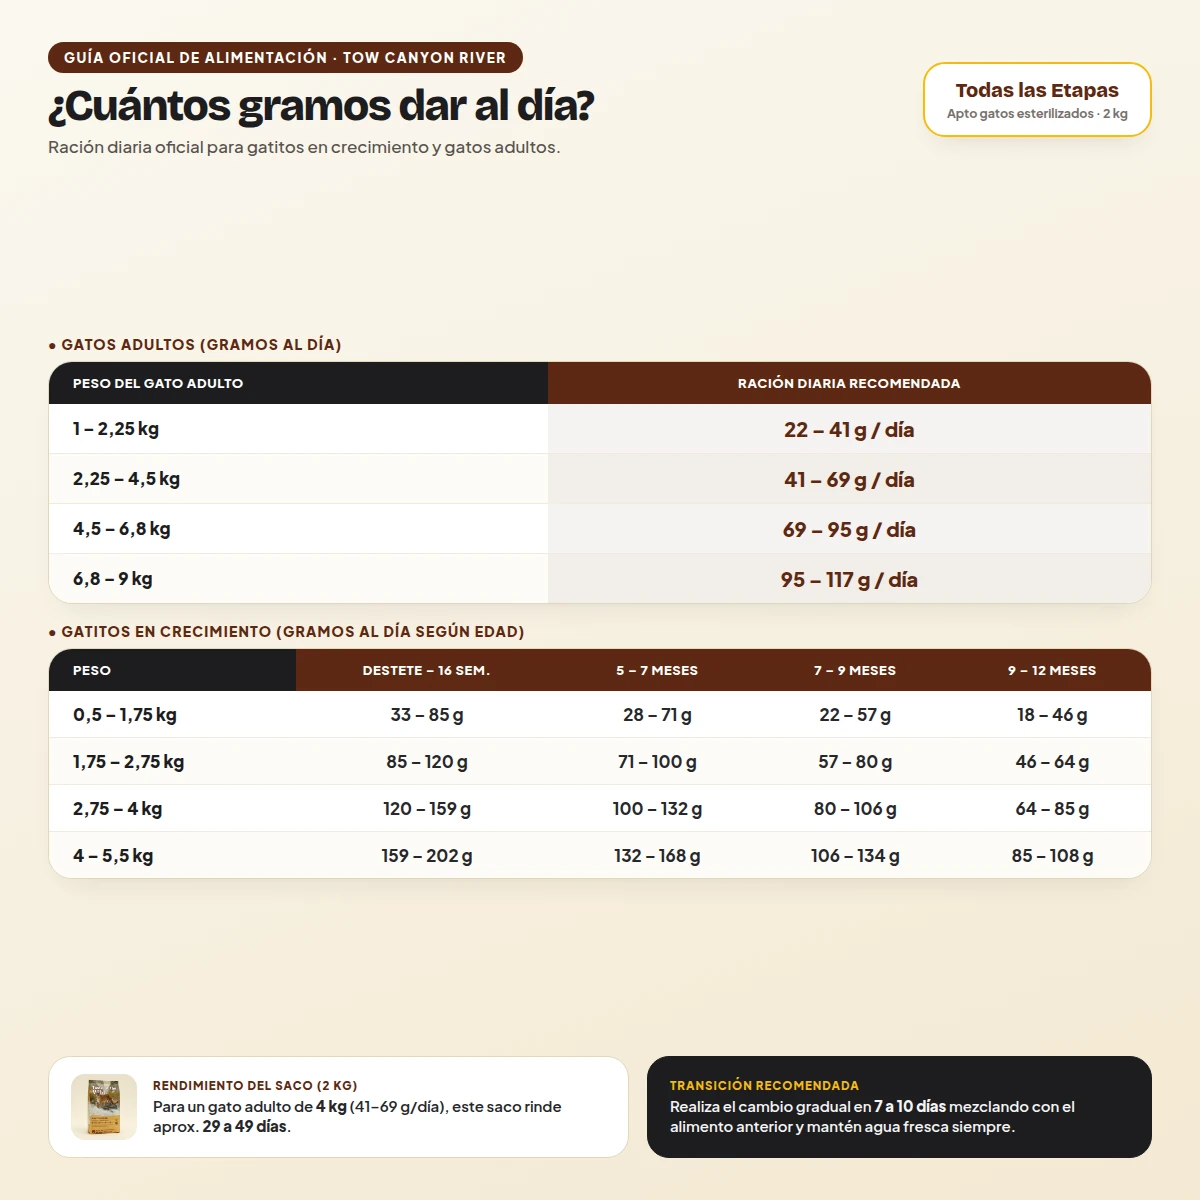 GUÍA OFICIAL DE ALIMENTACIÓN · TOW CANYON RIVER
¿Cuántos gramos dar al día?
Ración diaria oficial para gatitos en crecimiento y gatos adultos.
Todas las Etapas
Apto gatos esterilizados · 2 kg
• GATOS ADULTOS (GRAMOS AL DÍA)
PESO DEL GATO ADULTO RACIÓN DIARIA RECOMENDADA
1 – 2,25 kg 22 – 41 g / día
2,25 – 4,5 kg 41 – 69 g / día
4,5 – 6,8 kg 69 – 95 g / día
6,8 – 9 kg 95 – 117 g / día
• GATITOS EN CRECIMIENTO (GRAMOS AL DÍA SEGÚN EDAD)
PESO DESTETE – 16 SEM. 5 – 7 MESES 7 – 9 MESES 9 – 12 MESES
0,5 – 1,75 kg 33 – 85 g 28 – 71 g 22 – 57 g 18 – 46 g
1,75 – 2,75 kg 85 – 120 g 71 – 100 g 57 – 80 g 46 – 64 g
2,75 – 4 kg 120 – 159 g 100 – 132 g 80 – 106 g 64 – 85 g
4 – 5,5 kg 159 – 202 g 132 – 168 g 106 – 134 g 85 – 108 g
RENDIMIENTO DEL SACO (2 KG)
Para un gato adulto de 4 kg (41–69 g/día), este saco rinde
aprox. 29 a 49 días.
TRANSICIÓN RECOMENDADA
Realiza el cambio gradual en 7 a 10 días mezclando con el
alimento anterior y mantén agua fresca siempre.